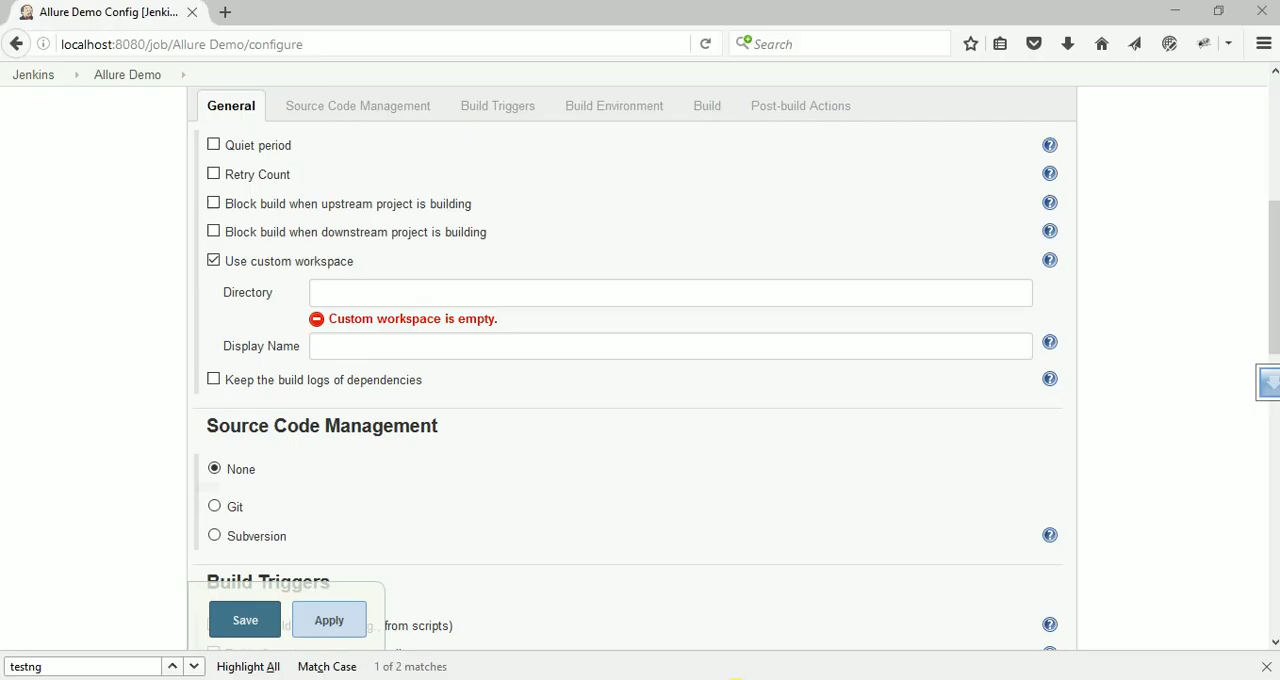 Allure Demo Config [Jenki...
localhost:8080/job/Allure Demo/configure
Search
Jenkins
Allure Demo
General
Source Code Management
Build Triggers
Build Environment
Build
Post-build Actions
Quiet period
Retry Count
Block build when upstream project is building
Block build when downstream project is building
Use custom workspace
Directory
Custom workspace is empty.
Display Name
Keep the build logs of dependencies
Source Code Management
None
Git
Subversion
Build Triggers
Save
Apply
from scripts)
testng
Highlight All
Match Case
1 of 2 matches